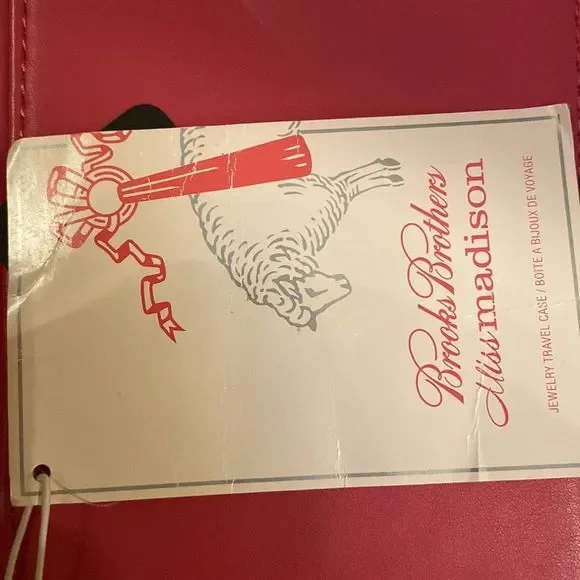 Brooks Brothers
Miss madison
JEWELRY TRAVEL CASE / BOITE A BIJOUX DE VOYAGE